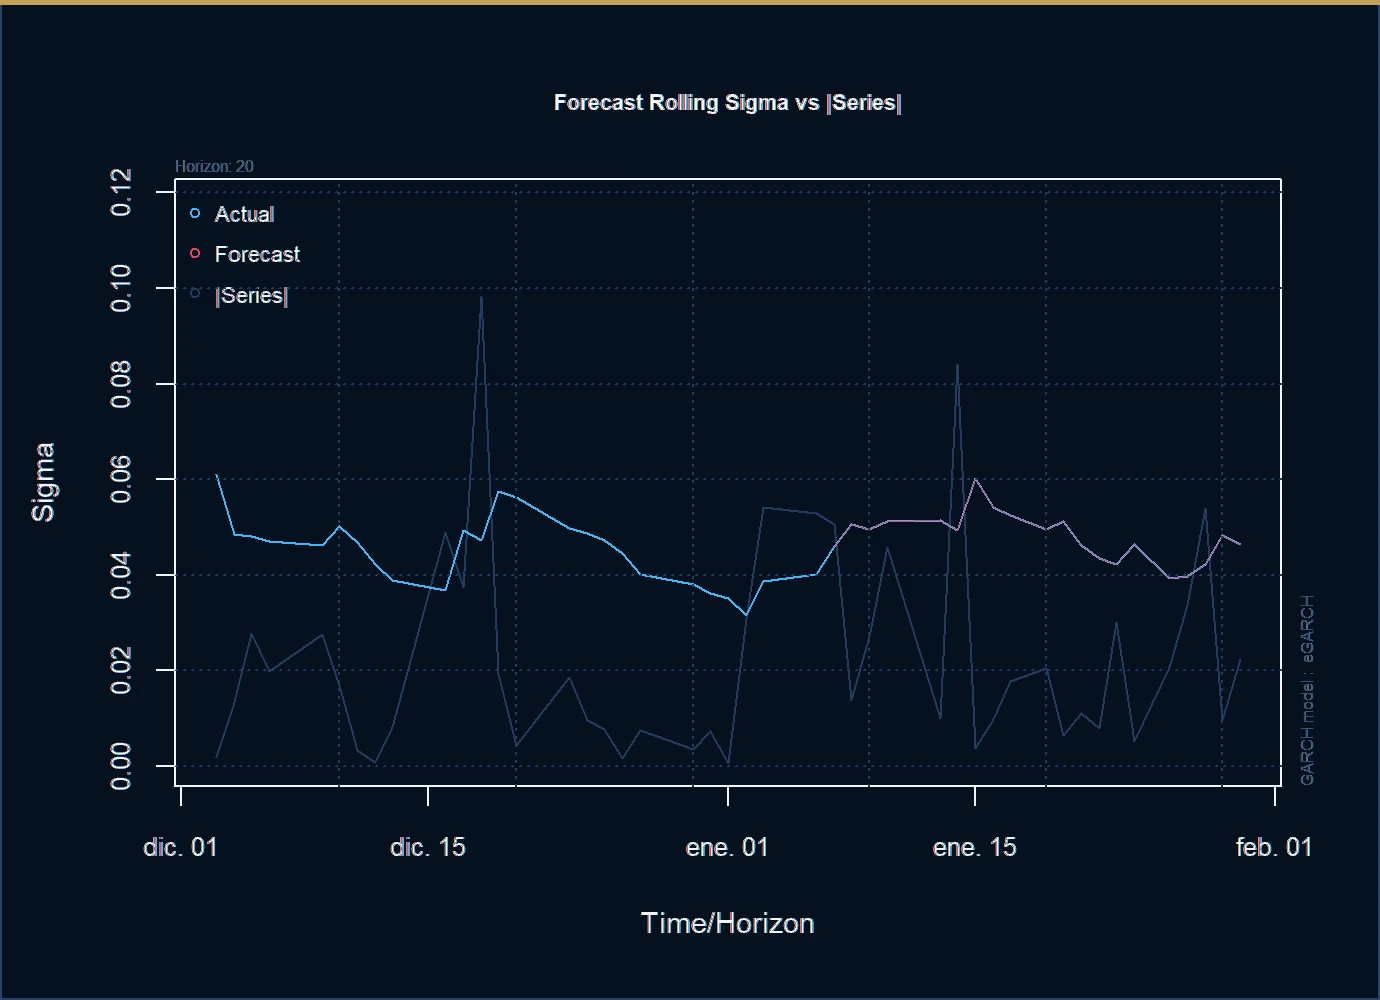 Forecast Rolling Sigma vs |Series|
Horizon: 20
0.12
0.10
0.08
0.06
0.04
0.02
0.00
Sigma
Actual
Forecast
|Series|
GARCH model : eGARCH
dic. 01
dic. 15
ene. 01
ene. 15
feb. 01
Time/Horizon